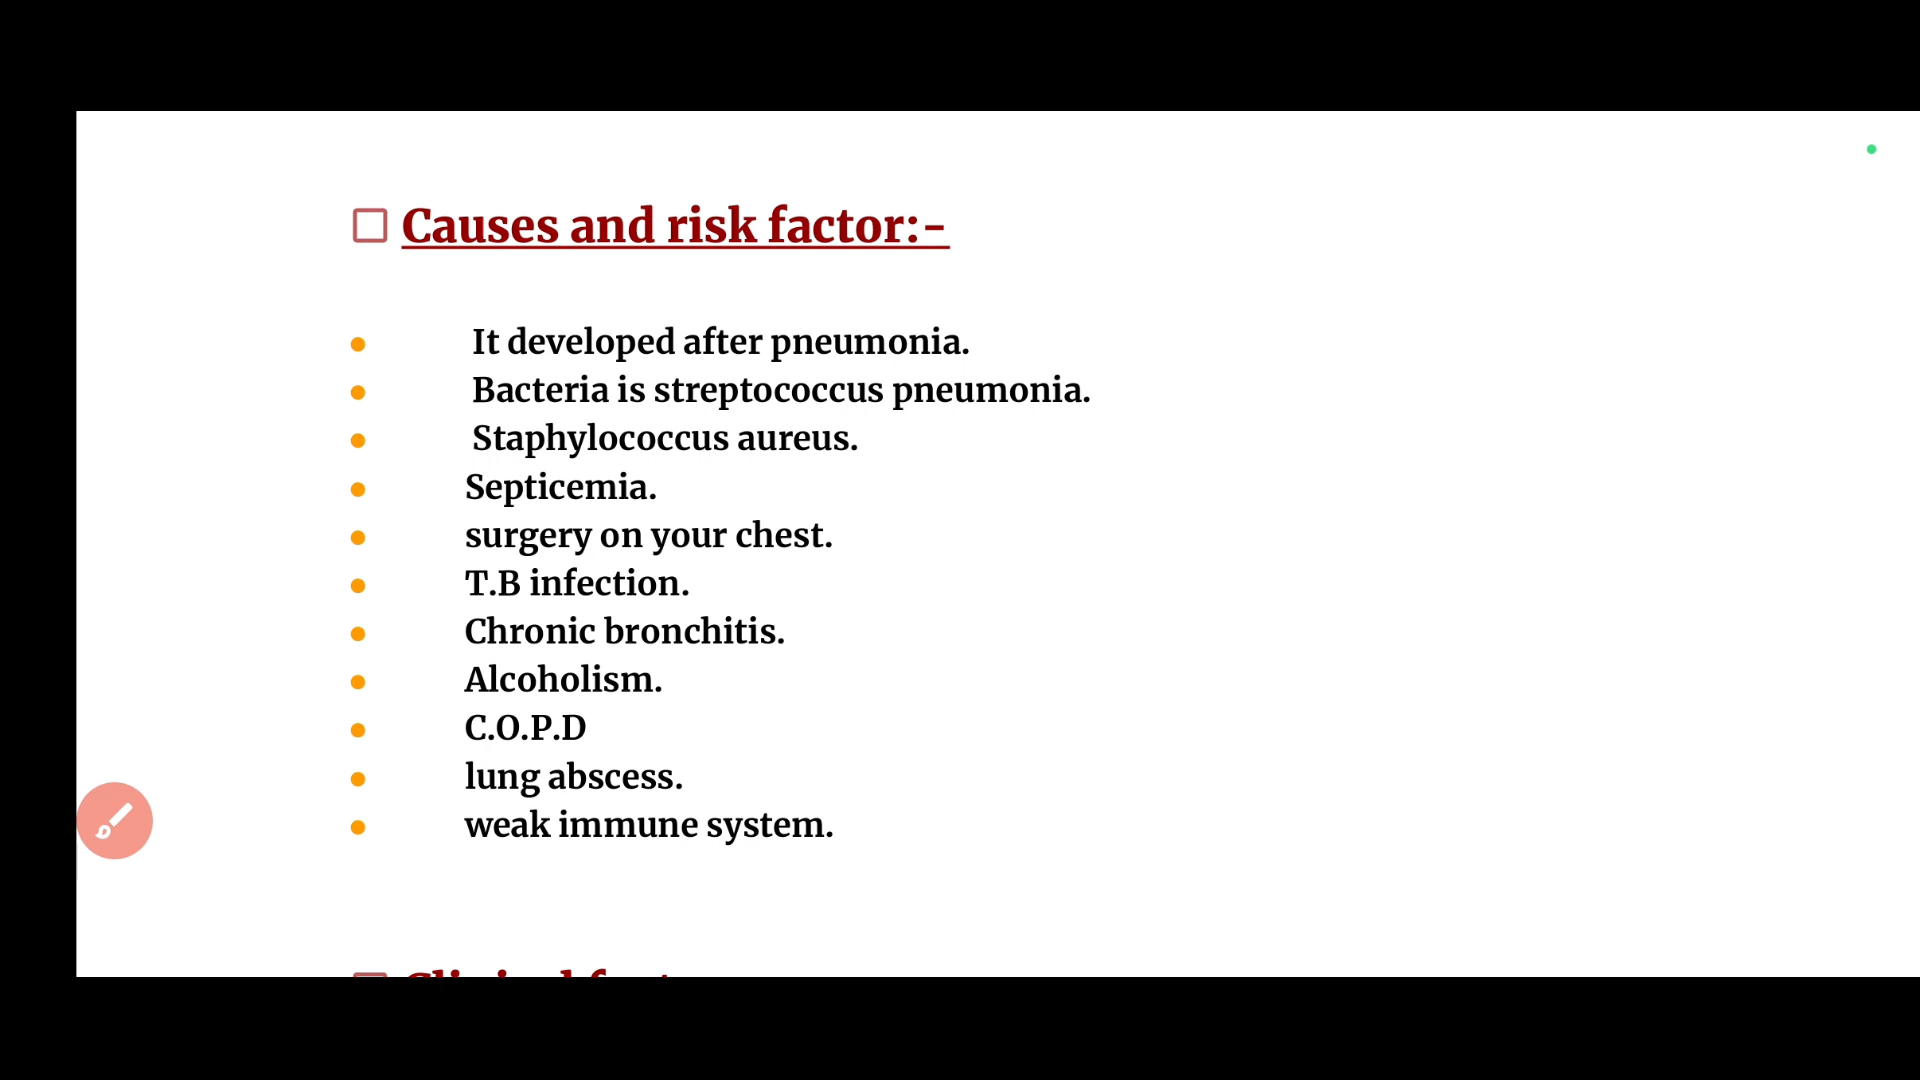 Causes and risk factor:-
It developed after pneumonia.
Bacteria is streptococcus pneumonia.
Staphylococcus aureus.
Septicemia.
surgery on your chest.
T.B infection.
Chronic bronchitis.
Alcoholism.
C.O.P.D
lung abscess.
weak immune system.